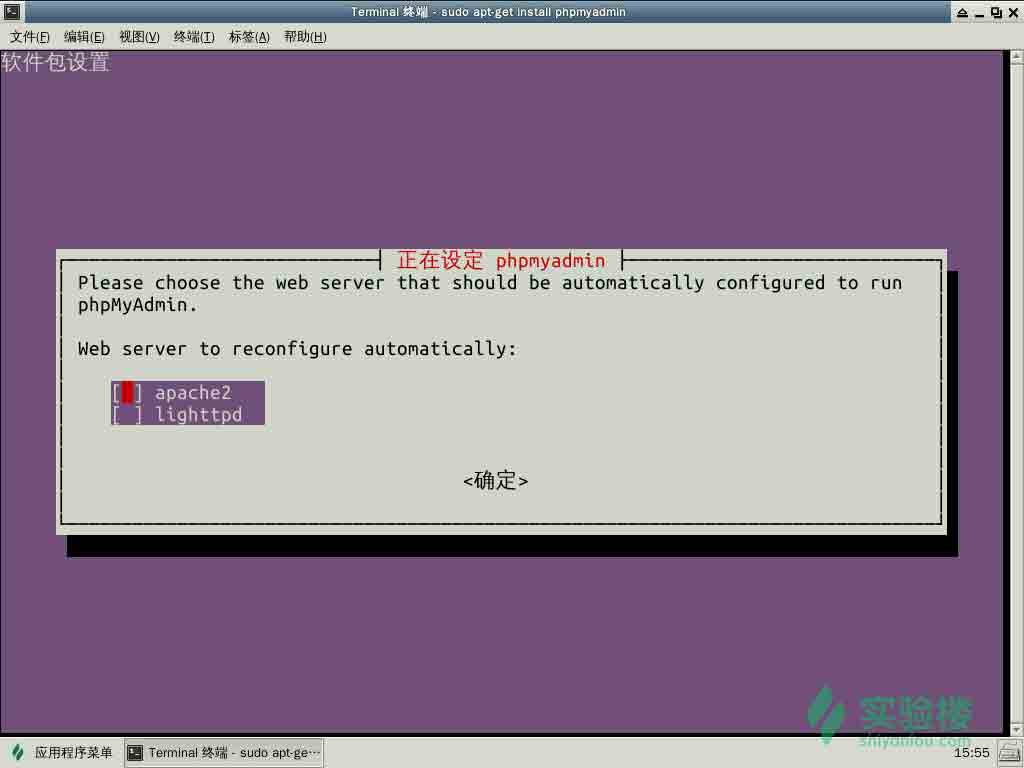 Terminal 终端 - sudo apt-get install phpmyadmin
文件(F) 编辑(E) 视图(V) 终端(T) 标签(A) 帮助(H)
软件包设置
正在设定 phpmyadmin
Please choose the web server that should be automatically configured to run
phpMyAdmin.
Web server to reconfigure automatically:
[ ] apache2
[ ] lighttpd
<确定>
实验楼
shiyanlou.com
应用程序菜单 Terminal 终端 - sudo apt-ge… 15:55